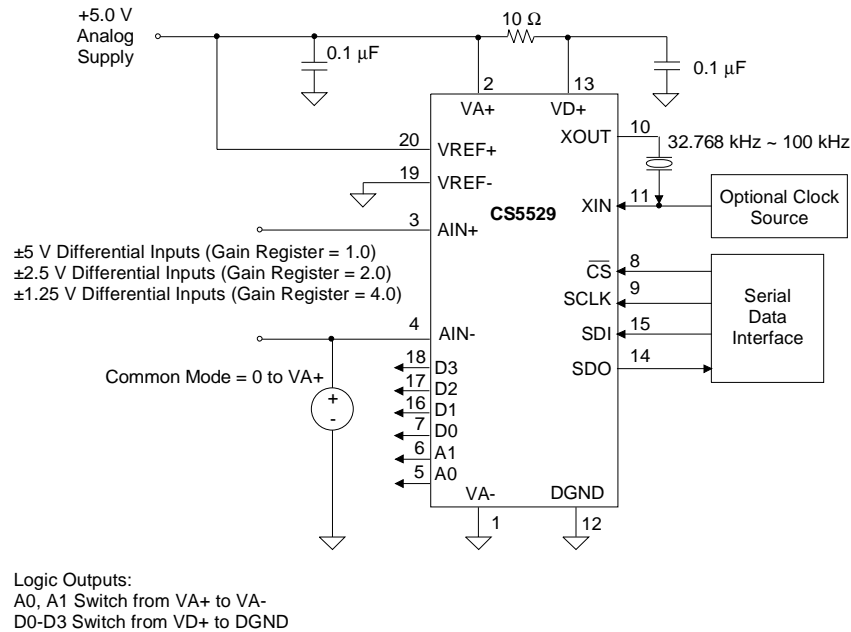 +5.0 V
Analog
Supply
10 Ω
0.1 µF
0.1 µF
2
13
VA+
VD+
XOUT
10
32.768 kHz ~ 100 kHz
20
VREF+
19
VREF-
CS5529
XIN
11
Optional Clock
Source
3
AIN+
±5 V Differential Inputs (Gain Register = 1.0)
±2.5 V Differential Inputs (Gain Register = 2.0)
±1.25 V Differential Inputs (Gain Register = 4.0)
CS
8
SCLK
9
SDI
15
SDO
14
Serial
Data
Interface
4
AIN-
Common Mode = 0 to VA+
+
-
18
D3
17
D2
16
D1
7
D0
6
A1
5
A0
VA-
DGND
1
12
Logic Outputs:
A0, A1 Switch from VA+ to VA-
D0-D3 Switch from VD+ to DGND